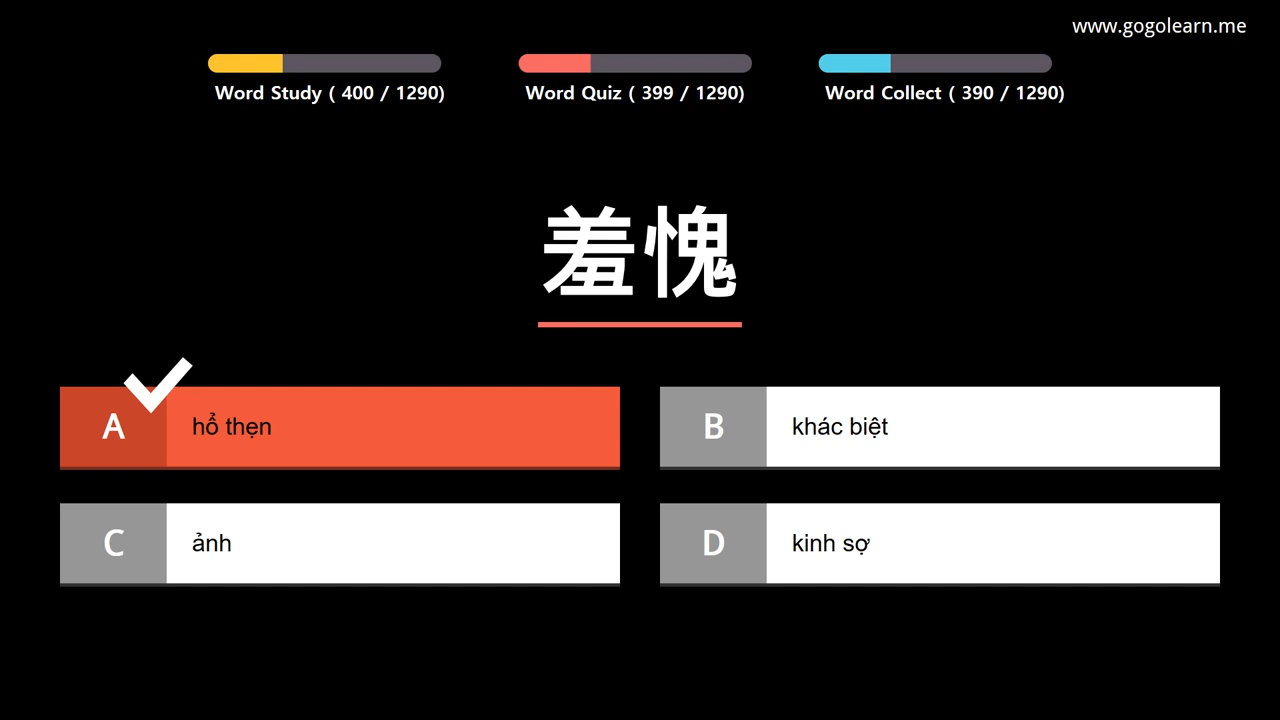 www.gogolearn.me
Word Study ( 400 / 1290)
Word Quiz ( 399 / 1290)
Word Collect ( 390 / 1290)
羞愧
A
hổ thẹn
B
khác biệt
C
ảnh
D
kinh sợ